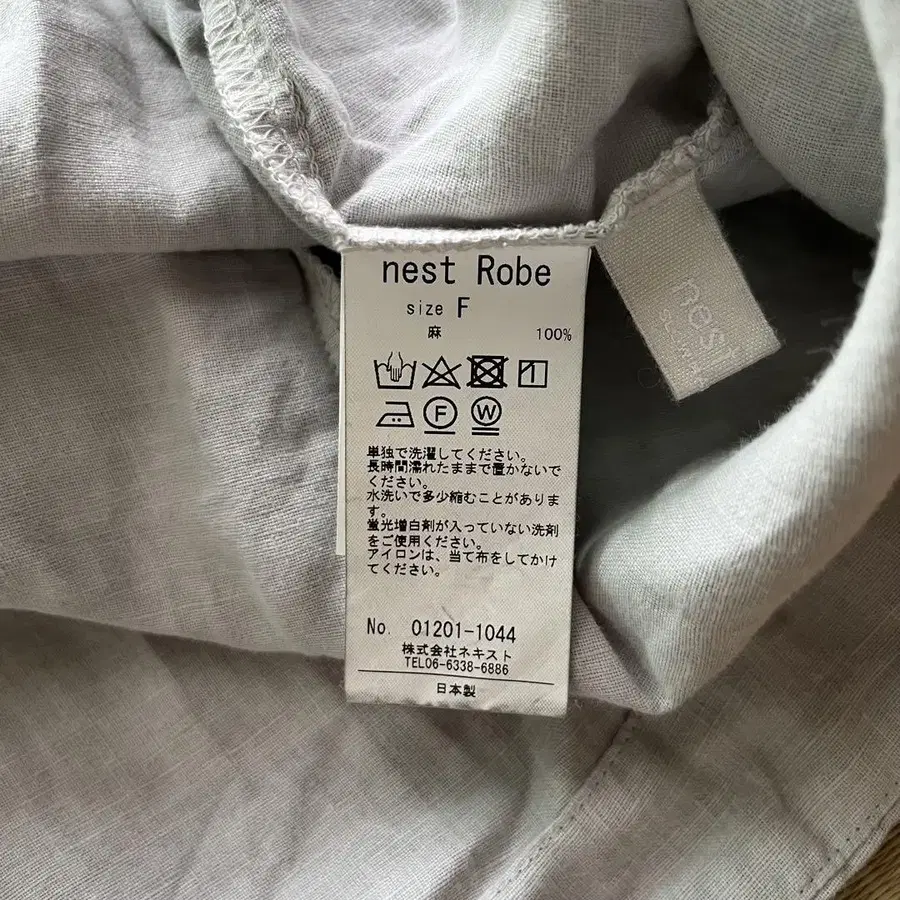 nest Robe
size F
麻 100%
F W
単独で洗濯してください。
長時間濡れたままで置かないで
ください。
水洗いで多少縮むことがありま
す。
蛍光増白剤が入っていない洗剤
をご使用ください。
アイロンは、当て布をしてかけ
てください。
No. 01201-1044
株式会社ネキスト
TEL06-6338-6886
日本製